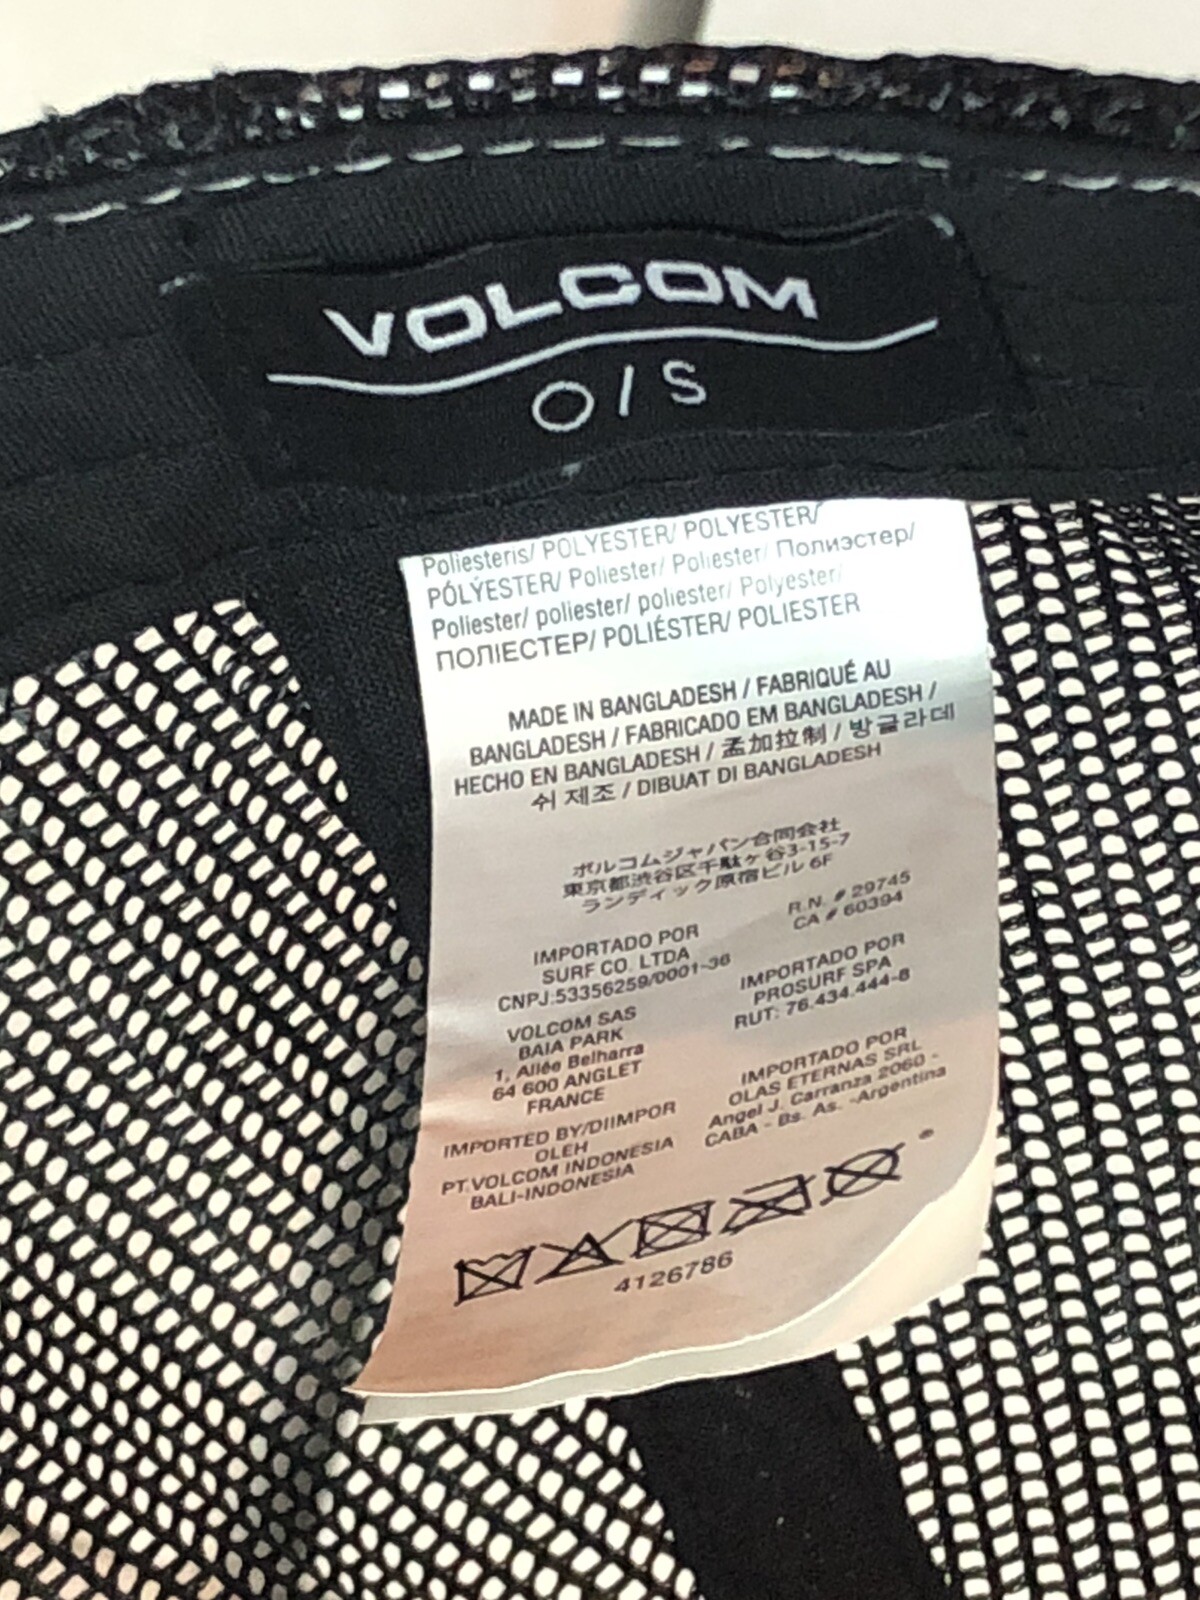 VOLCOM
O/S
Poliesteris/ POLYESTER/ POLYESTER/
PÓLÝESTER/ Poliester/ Poliester/ Полиэстер/
Poliester/ poliester/ poliester/ Polyester/
ПОЛІЕСТЕР/ POLIÉSTER/ POLIESTER
MADE IN BANGLADESH / FABRIQUÉ AU
BANGLADESH / FABRICADO EM BANGLADESH /
HECHO EN BANGLADESH / 孟加拉制 / 방글라데
쉬 제조 / DIBUAT DI BANGLADESH
ボルコムジャパン合同会社
東京都渋谷区千駄ヶ谷3-15-7
ランディック原宿ビル 6F
R.N. # 29745
CA # 60394
IMPORTADO POR
SURF CO. LTDA
CNPJ:53356259/0001-36
VOLCOM SAS
BAIA PARK
1, Allée Belharra
64 600 ANGLET
FRANCE
IMPORTED BY/DIIMPOR
OLEH
PT.VOLCOM INDONESIA
BALI-INDONESIA
IMPORTADO POR
PROSURF SPA
RUT: 76.434.444-8
IMPORTADO POR
OLAS ETERNAS SRL
Angel J. Carranza 2060 -
CABA - Bs. As. -Argentina
4126786